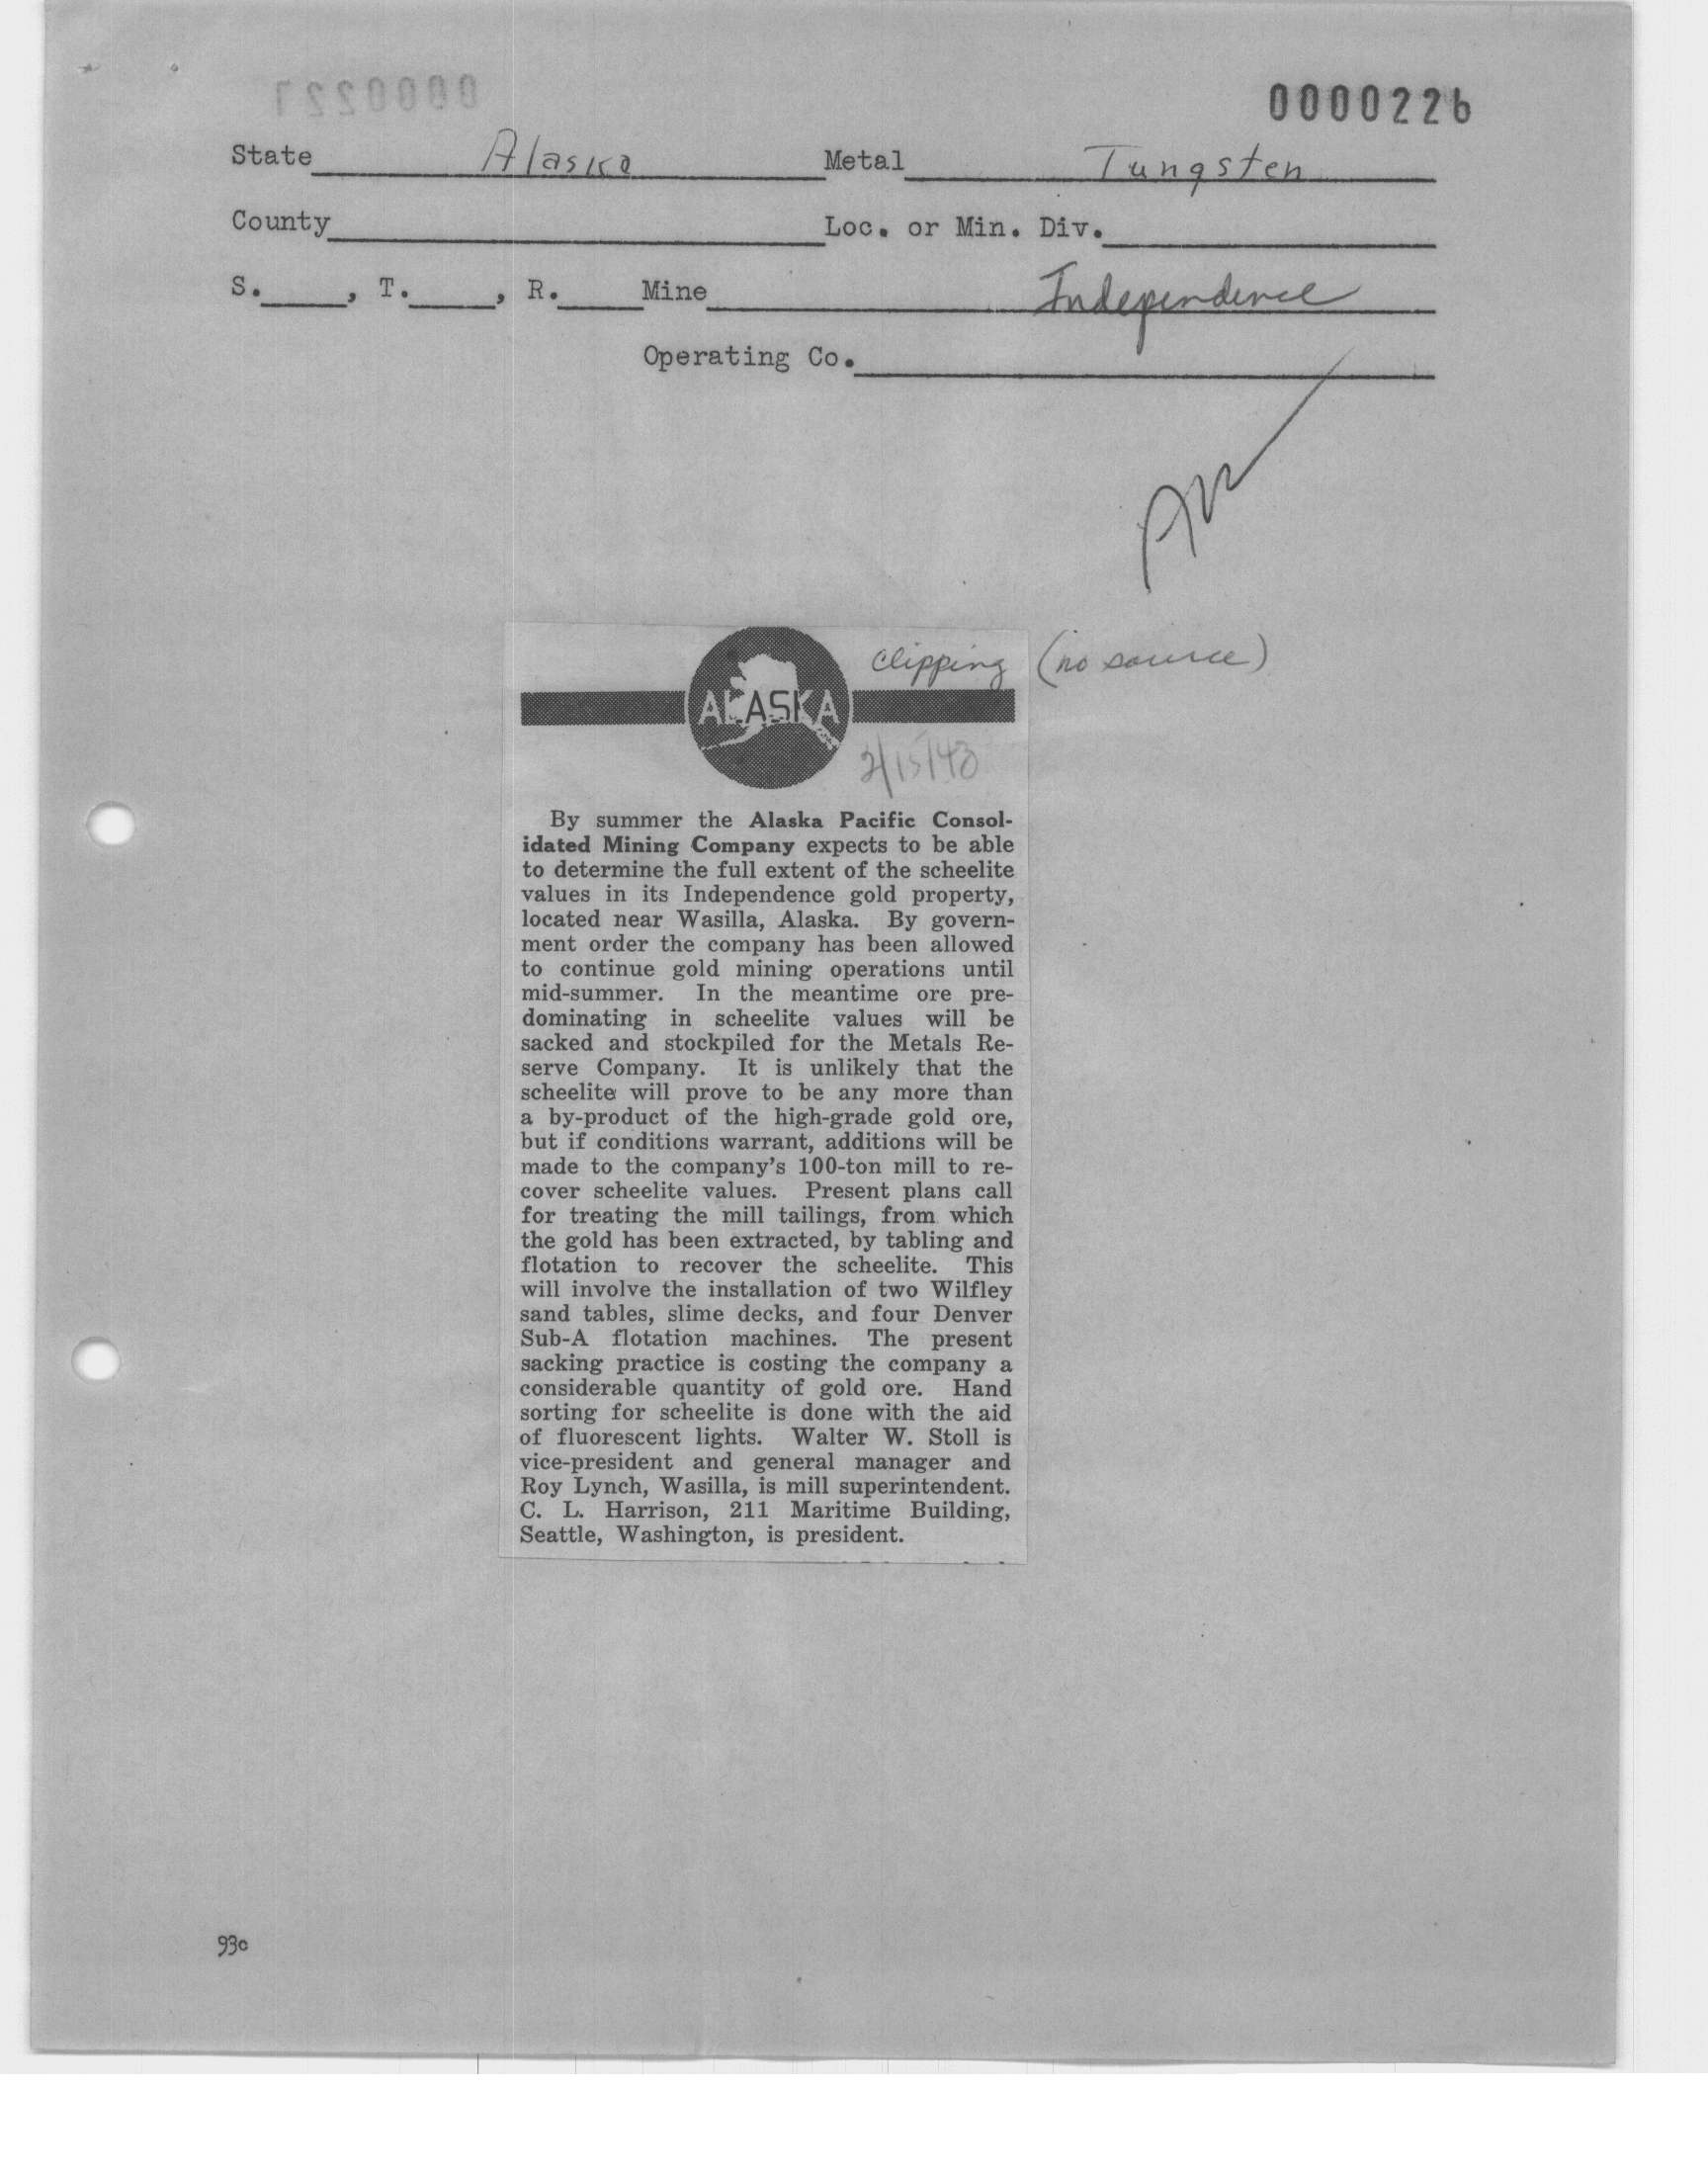 0000226
State Alaska Metal Tungsten
County Loc. or Min. Div.
S. , T. , R. Mine Independence
Operating Co.
clipping (no source)
ALASKA
2/15/43
By summer the Alaska Pacific Consol-
idated Mining Company expects to be able
to determine the full extent of the scheelite
values in its Independence gold property,
located near Wasilla, Alaska. By govern-
ment order the company has been allowed
to continue gold mining operations until
mid-summer. In the meantime ore pre-
dominating in scheelite values will be
sacked and stockpiled for the Metals Re-
serve Company. It is unlikely that the
scheelite will prove to be any more than
a by-product of the high-grade gold ore,
but if conditions warrant, additions will be
made to the company's 100-ton mill to re-
cover scheelite values. Present plans call
for treating the mill tailings, from which
the gold has been extracted, by tabling and
flotation to recover the scheelite. This
will involve the installation of two Wilfley
sand tables, slime decks, and four Denver
Sub-A flotation machines. The present
sacking practice is costing the company a
considerable quantity of gold ore. Hand
sorting for scheelite is done with the aid
of fluorescent lights. Walter W. Stoll is
vice-president and general manager and
Roy Lynch, Wasilla, is mill superintendent.
C. L. Harrison, 211 Maritime Building,
Seattle, Washington, is president.
93c